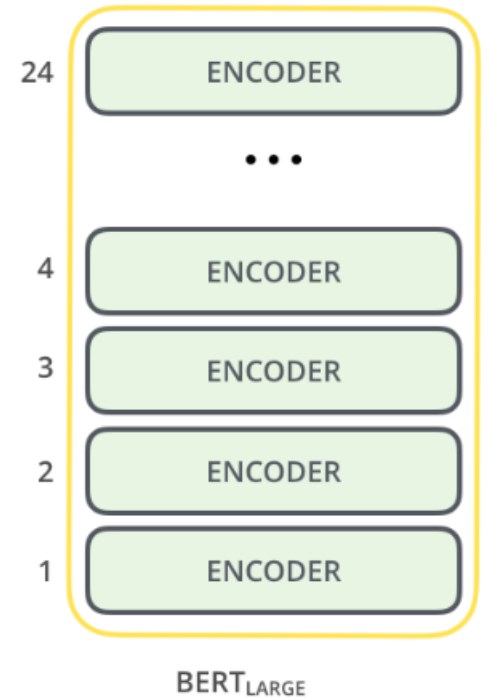 24 ENCODER
...
4 ENCODER
3 ENCODER
2 ENCODER
1 ENCODER
BERTLARGE